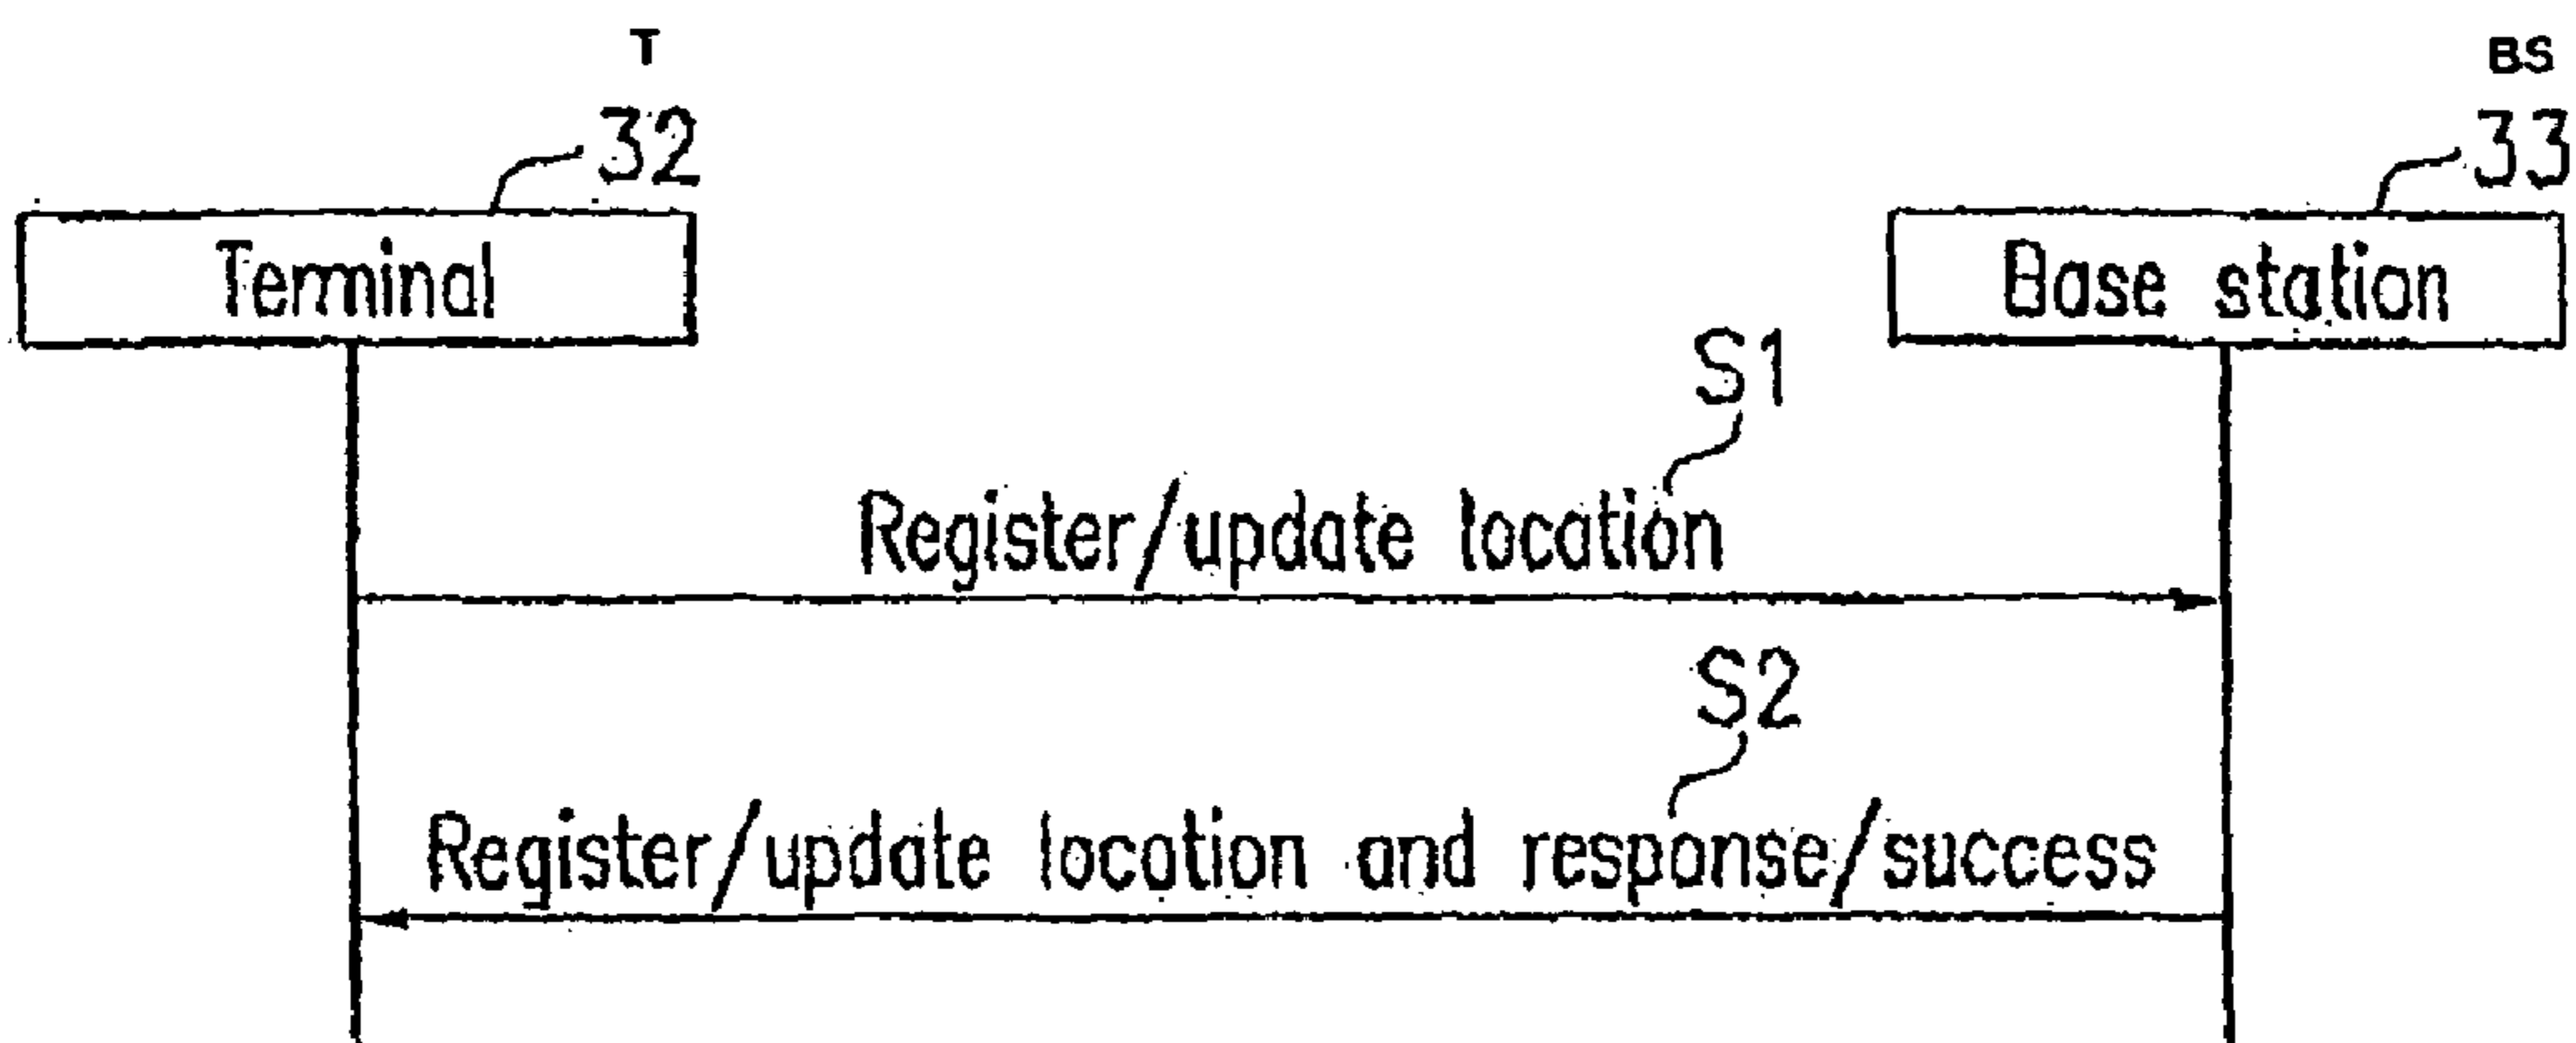 T
BS
32
33
Terminal
Base station
S1
Register/update location
S2
Register/update location and response/success